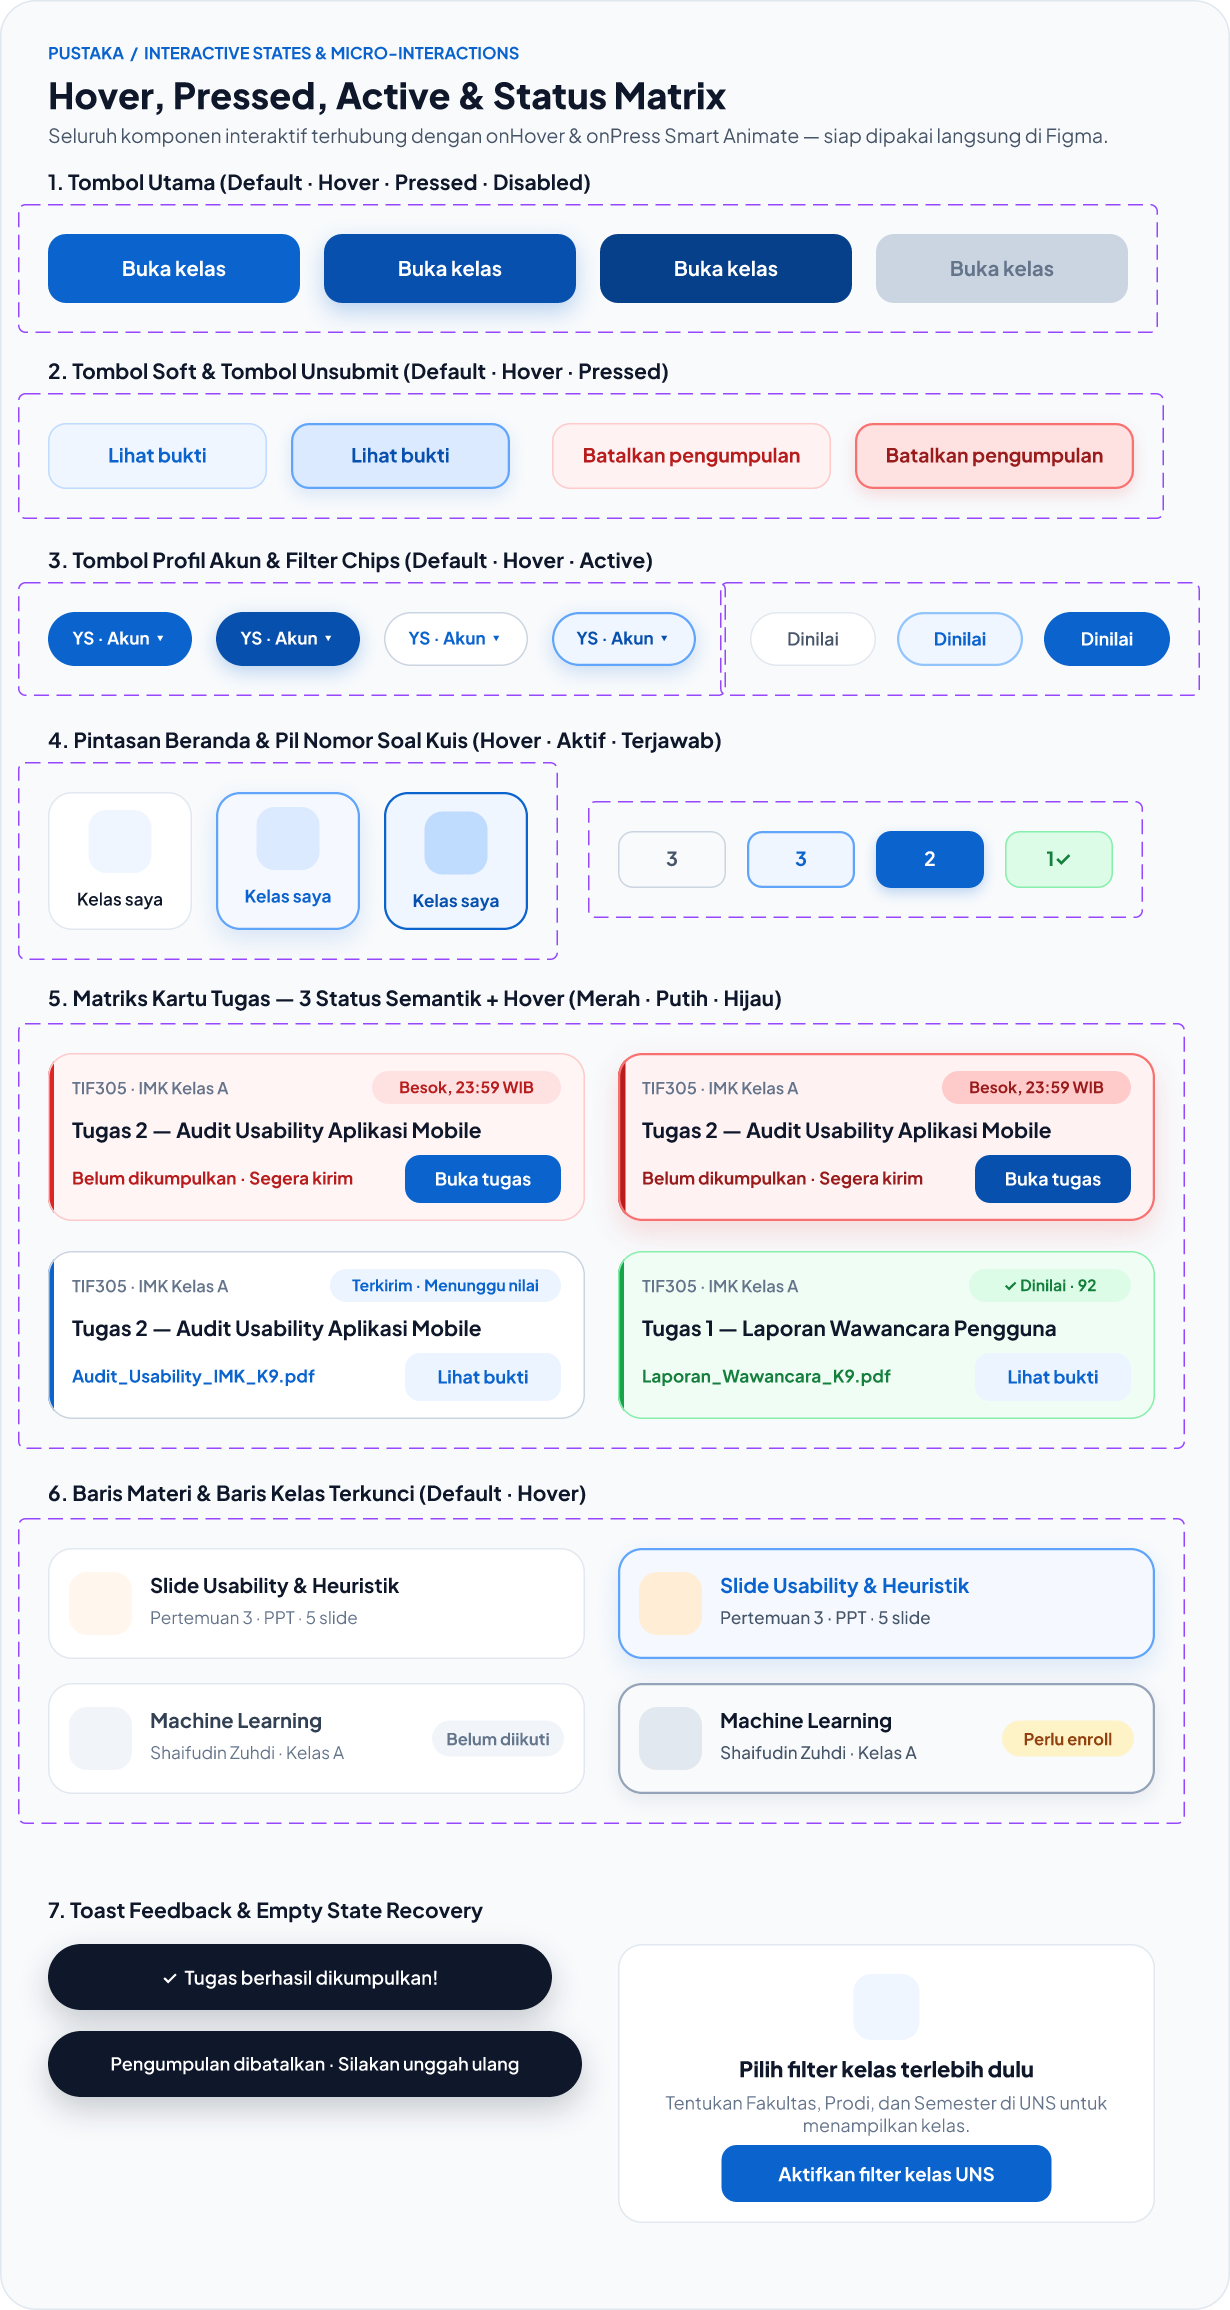 PUSTAKA / INTERACTIVE STATES & MICRO-INTERACTIONS
Hover, Pressed, Active & Status Matrix
Seluruh komponen interaktif terhubung dengan onHover & onPress Smart Animate — siap dipakai langsung di Figma.
1. Tombol Utama (Default · Hover · Pressed · Disabled)
Buka kelas
Buka kelas
Buka kelas
Buka kelas
2. Tombol Soft & Tombol Unsubmit (Default · Hover · Pressed)
Lihat bukti
Lihat bukti
Batalkan pengumpulan
Batalkan pengumpulan
3. Tombol Profil Akun & Filter Chips (Default · Hover · Active)
YS · Akun ▾
YS · Akun ▾
YS · Akun ▾
YS · Akun ▾
Dinilai
Dinilai
Dinilai
4. Pintasan Beranda & Pil Nomor Soal Kuis (Hover · Aktif · Terjawab)
Kelas saya
Kelas saya
Kelas saya
3
3
2
1✓
5. Matriks Kartu Tugas — 3 Status Semantik + Hover (Merah · Putih · Hijau)
TIF305 · IMK Kelas A
Besok, 23:59 WIB
Tugas 2 — Audit Usability Aplikasi Mobile
Belum dikumpulkan · Segera kirim
Buka tugas
TIF305 · IMK Kelas A
Besok, 23:59 WIB
Tugas 2 — Audit Usability Aplikasi Mobile
Belum dikumpulkan · Segera kirim
Buka tugas
TIF305 · IMK Kelas A
Terkirim · Menunggu nilai
Tugas 2 — Audit Usability Aplikasi Mobile
Audit_Usability_IMK_K9.pdf
Lihat bukti
TIF305 · IMK Kelas A
✓ Dinilai · 92
Tugas 1 — Laporan Wawancara Pengguna
Laporan_Wawancara_K9.pdf
Lihat bukti
6. Baris Materi & Baris Kelas Terkunci (Default · Hover)
Slide Usability & Heuristik
Pertemuan 3 · PPT · 5 slide
Slide Usability & Heuristik
Pertemuan 3 · PPT · 5 slide
Machine Learning
Shaifudin Zuhdi · Kelas A
Belum diikuti
Machine Learning
Shaifudin Zuhdi · Kelas A
Perlu enroll
7. Toast Feedback & Empty State Recovery
✓ Tugas berhasil dikumpulkan!
Pengumpulan dibatalkan · Silakan unggah ulang
Pilih filter kelas terlebih dulu
Tentukan Fakultas, Prodi, dan Semester di UNS untuk
menampilkan kelas.
Aktifkan filter kelas UNS